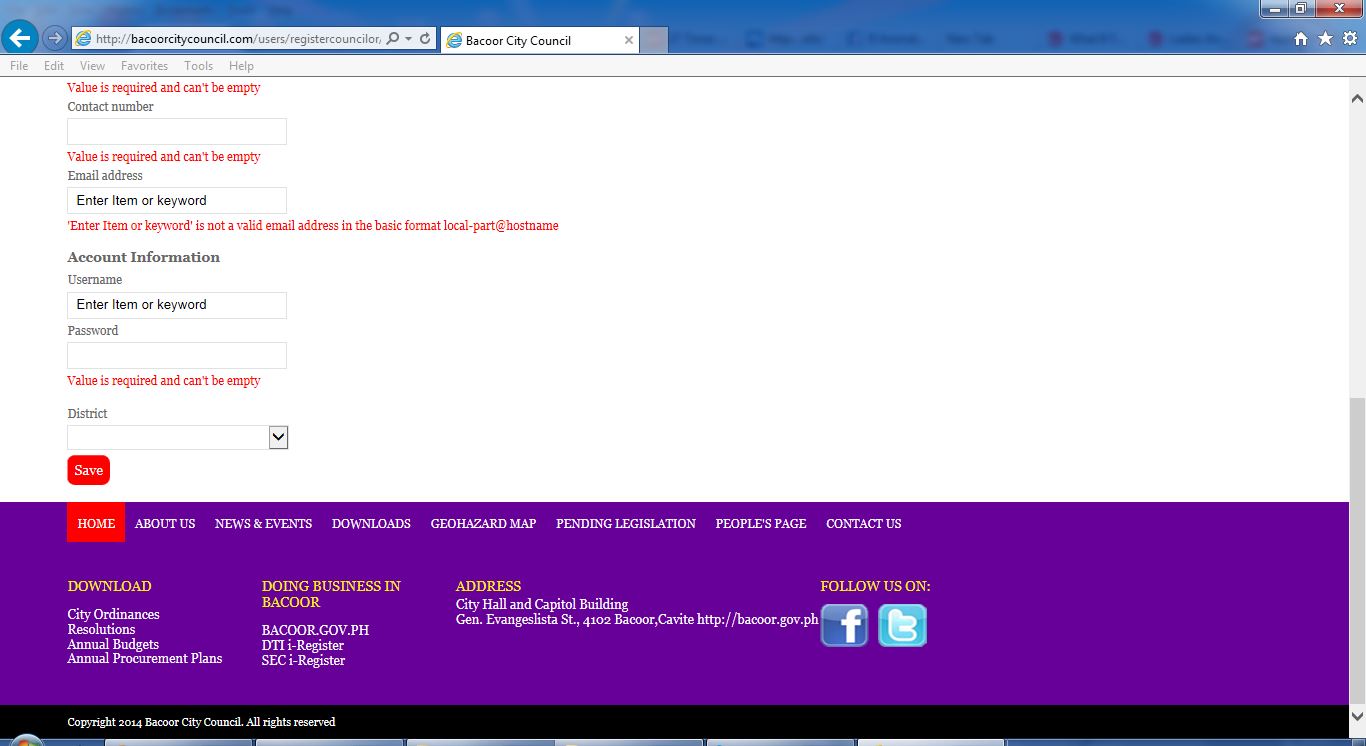 http://bacoorcitycouncil.com/users/registercouncilor
Bacoor City Council
File Edit View Favorites Tools Help
Value is required and can't be empty
Contact number
Value is required and can't be empty
Email address
Enter Item or keyword
'Enter Item or keyword' is not a valid email address in the basic format local-part@hostname
Account Information
Username
Enter Item or keyword
Password
Value is required and can't be empty
District
Save
HOME ABOUT US NEWS & EVENTS DOWNLOADS GEOHAZARD MAP PENDING LEGISLATION PEOPLE'S PAGE CONTACT US
DOWNLOAD
City Ordinances
Resolutions
Annual Budgets
Annual Procurement Plans
DOING BUSINESS IN
BACOOR
BACOOR.GOV.PH
DTI i-Register
SEC i-Register
ADDRESS
City Hall and Capitol Building
Gen. Evangeslista St., 4102 Bacoor,Cavite http://bacoor.gov.ph
FOLLOW US ON:
Copyright 2014 Bacoor City Council. All rights reserved